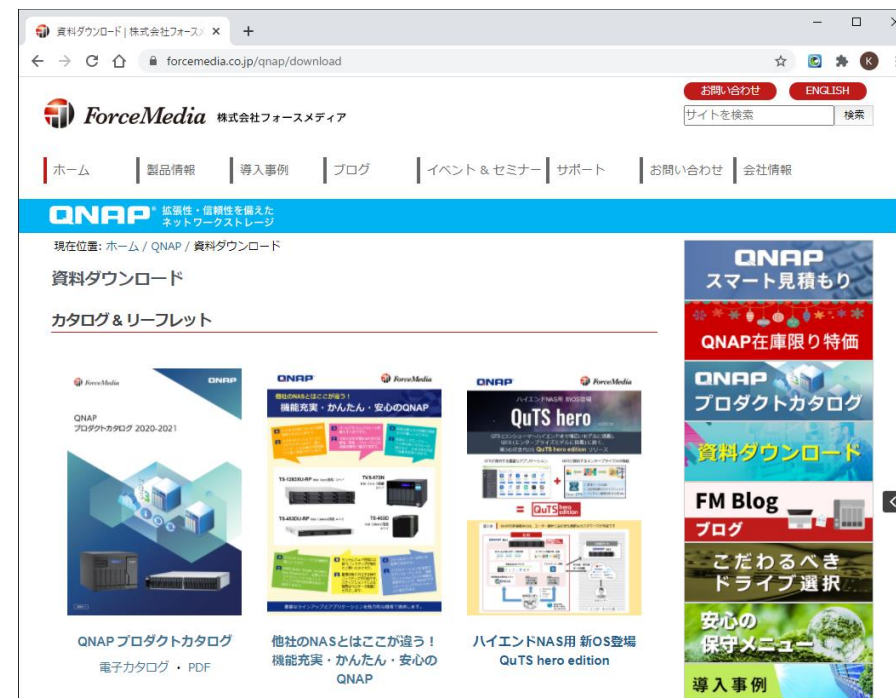 資料ダウンロード | 株式会社フォース
forcemedia.co.jp/qnap/download
K
お問い合わせ
ENGLISH
ForceMedia 株式会社フォースメディア
サイトを検索
検索
ホーム
製品情報
導入事例
ブログ
イベント & セミナー
サポート
お問い合わせ
会社情報
QNAP 拡張性・信頼性を備えた
ネットワークストレージ
現在位置: ホーム / QNAP / 資料ダウンロード
資料ダウンロード
カタログ & リーフレット
ForceMedia
QNAP
QNAP
プロダクトカタログ 2020-2021
QNAP
ForceMedia
他社のNASとはここが違う!
機能充実・かんたん・安心のQNAP
TS-453D
QNAP
ForceMedia
ハイエンドNAS用 新OS登場
QuTS hero
= QuTS hero edition
QNAP プロダクトカタログ
電子カタログ ・ PDF
他社のNASとはここが違う!
機能充実・かんたん・安心の
QNAP
ハイエンドNAS用 新OS登場
QuTS hero edition
QNAP
スマート見積もり
QNAP在庫限り特価
QNAP
プロダクトカタログ
資料ダウンロード
FM Blog
ブログ
こだわるべき
ドライブ選択
安心の
保守メニュー
導入事例